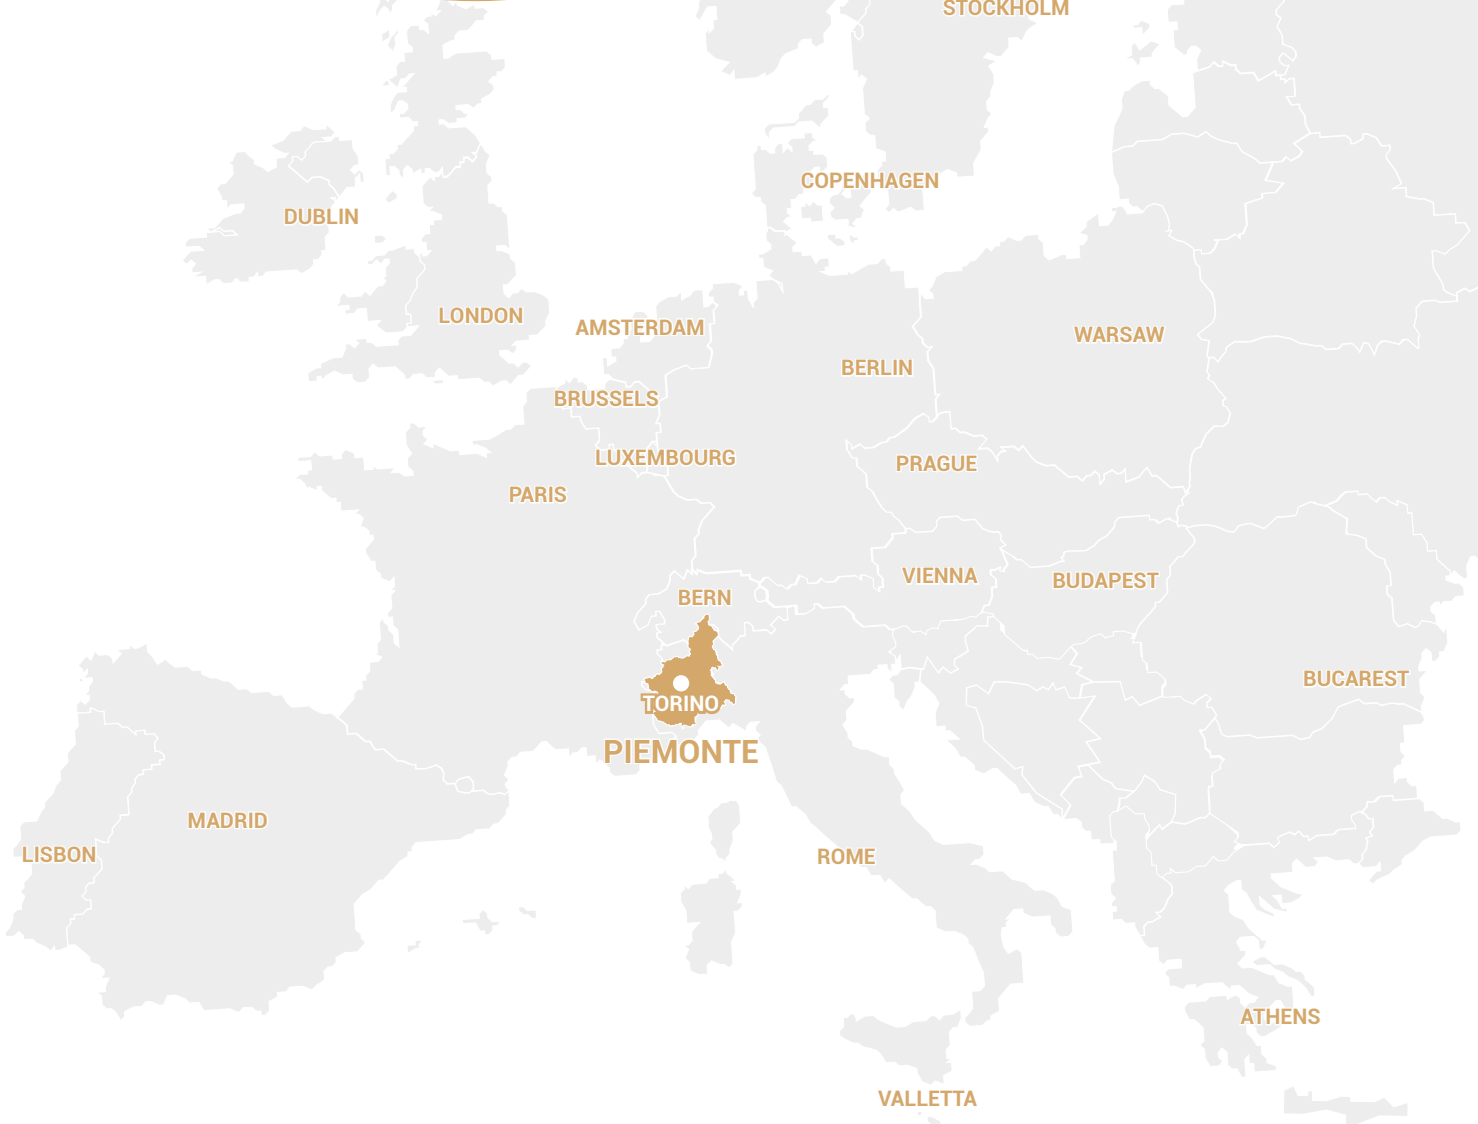 STOCKHOLM
COPENHAGEN
DUBLIN
LONDON
AMSTERDAM
WARSAW
BERLIN
BRUSSELS
LUXEMBOURG
PRAGUE
PARIS
VIENNA
BUDAPEST
BERN
BUCAREST
TORINO
PIEMONTE
MADRID
LISBON
ROME
ATHENS
VALLETTA